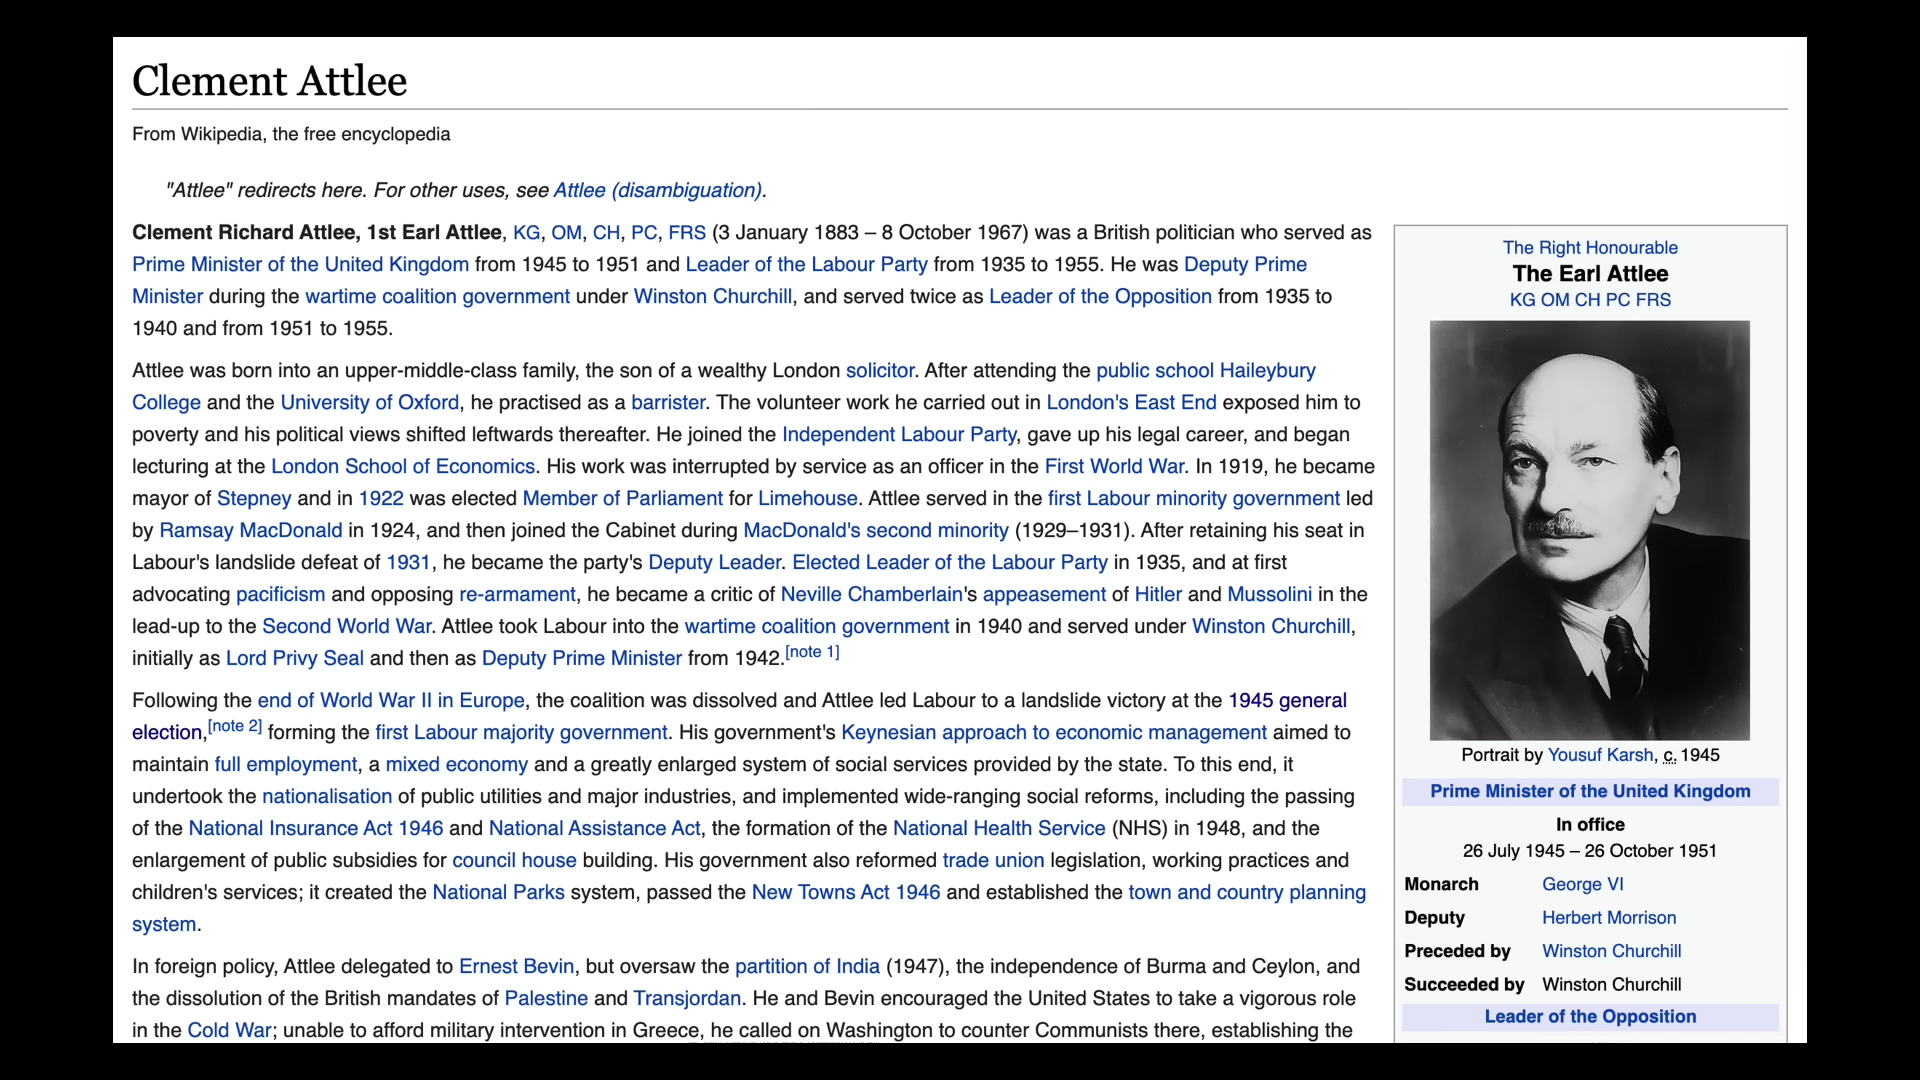 Clement Attlee
From Wikipedia, the free encyclopedia
"Attlee" redirects here. For other uses, see Attlee (disambiguation).
Clement Richard Attlee, 1st Earl Attlee, KG, OM, CH, PC, FRS (3 January 1883 – 8 October 1967) was a British politician who served as
Prime Minister of the United Kingdom from 1945 to 1951 and Leader of the Labour Party from 1935 to 1955. He was Deputy Prime
Minister during the wartime coalition government under Winston Churchill, and served twice as Leader of the Opposition from 1935 to
1940 and from 1951 to 1955.
Attlee was born into an upper-middle-class family, the son of a wealthy London solicitor. After attending the public school Haileybury
College and the University of Oxford, he practised as a barrister. The volunteer work he carried out in London's East End exposed him to
poverty and his political views shifted leftwards thereafter. He joined the Independent Labour Party, gave up his legal career, and began
lecturing at the London School of Economics. His work was interrupted by service as an officer in the First World War. In 1919, he became
mayor of Stepney and in 1922 was elected Member of Parliament for Limehouse. Attlee served in the first Labour minority government led
by Ramsay MacDonald in 1924, and then joined the Cabinet during MacDonald's second minority (1929–1931). After retaining his seat in
Labour's landslide defeat of 1931, he became the party's Deputy Leader. Elected Leader of the Labour Party in 1935, and at first
advocating pacificism and opposing re-armament, he became a critic of Neville Chamberlain's appeasement of Hitler and Mussolini in the
lead-up to the Second World War. Attlee took Labour into the wartime coalition government in 1940 and served under Winston Churchill,
initially as Lord Privy Seal and then as Deputy Prime Minister from 1942.[note 1]
Following the end of World War II in Europe, the coalition was dissolved and Attlee led Labour to a landslide victory at the 1945 general
election,[note 2] forming the first Labour majority government. His government's Keynesian approach to economic management aimed to
maintain full employment, a mixed economy and a greatly enlarged system of social services provided by the state. To this end, it
undertook the nationalisation of public utilities and major industries, and implemented wide-ranging social reforms, including the passing
of the National Insurance Act 1946 and National Assistance Act, the formation of the National Health Service (NHS) in 1948, and the
enlargement of public subsidies for council house building. His government also reformed trade union legislation, working practices and
children's services; it created the National Parks system, passed the New Towns Act 1946 and established the town and country planning
system.
In foreign policy, Attlee delegated to Ernest Bevin, but oversaw the partition of India (1947), the independence of Burma and Ceylon, and
the dissolution of the British mandates of Palestine and Transjordan. He and Bevin encouraged the United States to take a vigorous role
in the Cold War; unable to afford military intervention in Greece, he called on Washington to counter Communists there, establishing the
The Right Honourable
The Earl Attlee
KG OM CH PC FRS
Portrait by Yousuf Karsh, c. 1945
Prime Minister of the United Kingdom
In office
26 July 1945 – 26 October 1951
Monarch George VI
Deputy Herbert Morrison
Preceded by Winston Churchill
Succeeded by Winston Churchill
Leader of the Opposition